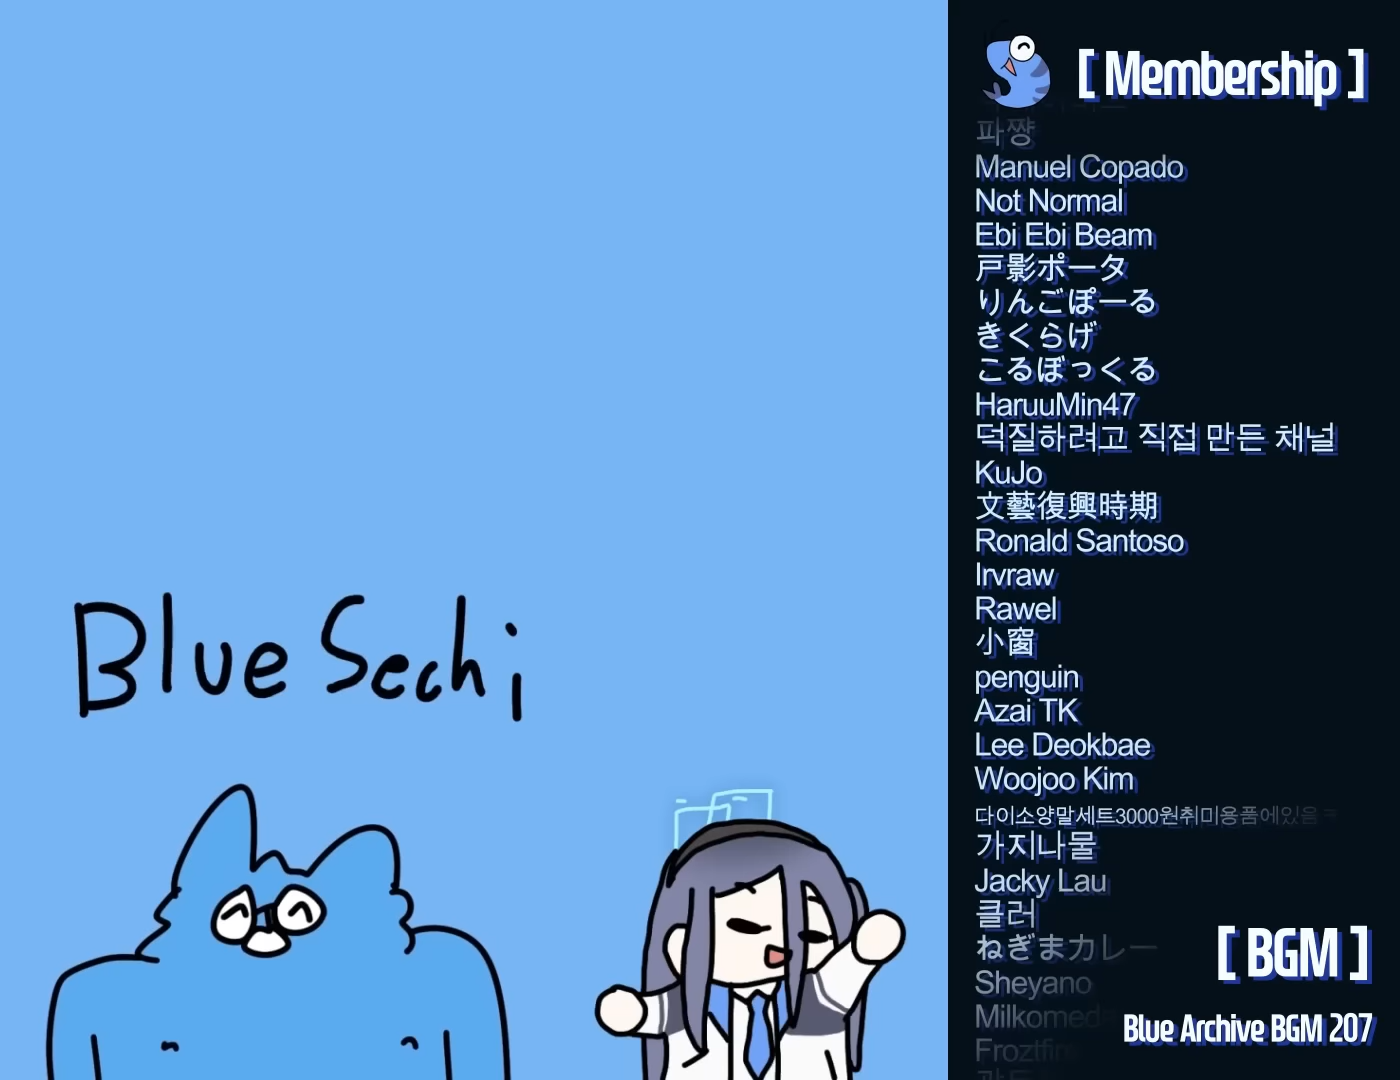 Blue Sechi
[ Membership ]
파쨩
Manuel Copado
Not Normal
Ebi Ebi Beam
戸影ポータ
りんごぽーる
きくらげ
こるぼっくる
HaruuMin47
덕질하려고 직접 만든 채널
KuJo
文藝復興時期
Ronald Santoso
Irvraw
Rawel
小窗
penguin
Azai TK
Lee Deokbae
Woojoo Kim
다이소양말세트3000원취미용품에있음
가지나물
Jacky Lau
클러
ねぎまカレー
Sheyano
Milkomed
Froztfir
[ BGM ]
Blue Archive BGM 207